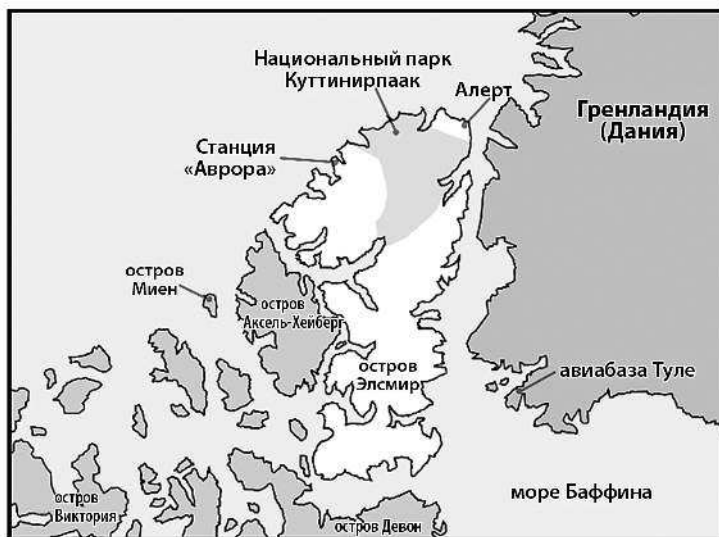 Национальный парк
Куттинирпаак
Алерт
Гренландия
(Дания)
Станция
«Аврора»
остров
Миен
остров
Аксель-Хейберг
остров
Элсмир
авиабаза Туле
море Баффина
остров
Виктория
остров Девон